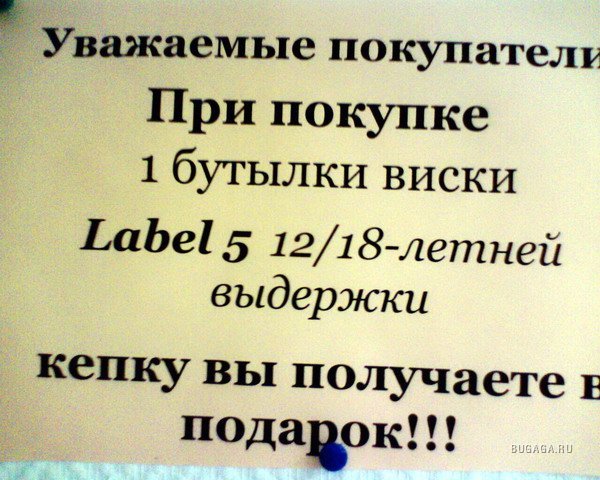 Уважаемые покупатели
При покупке
1 бутылки виски
Label 5 12/18-летней
выдержки
кепку вы получаете в
подарок!!!
BUGAGA.RU